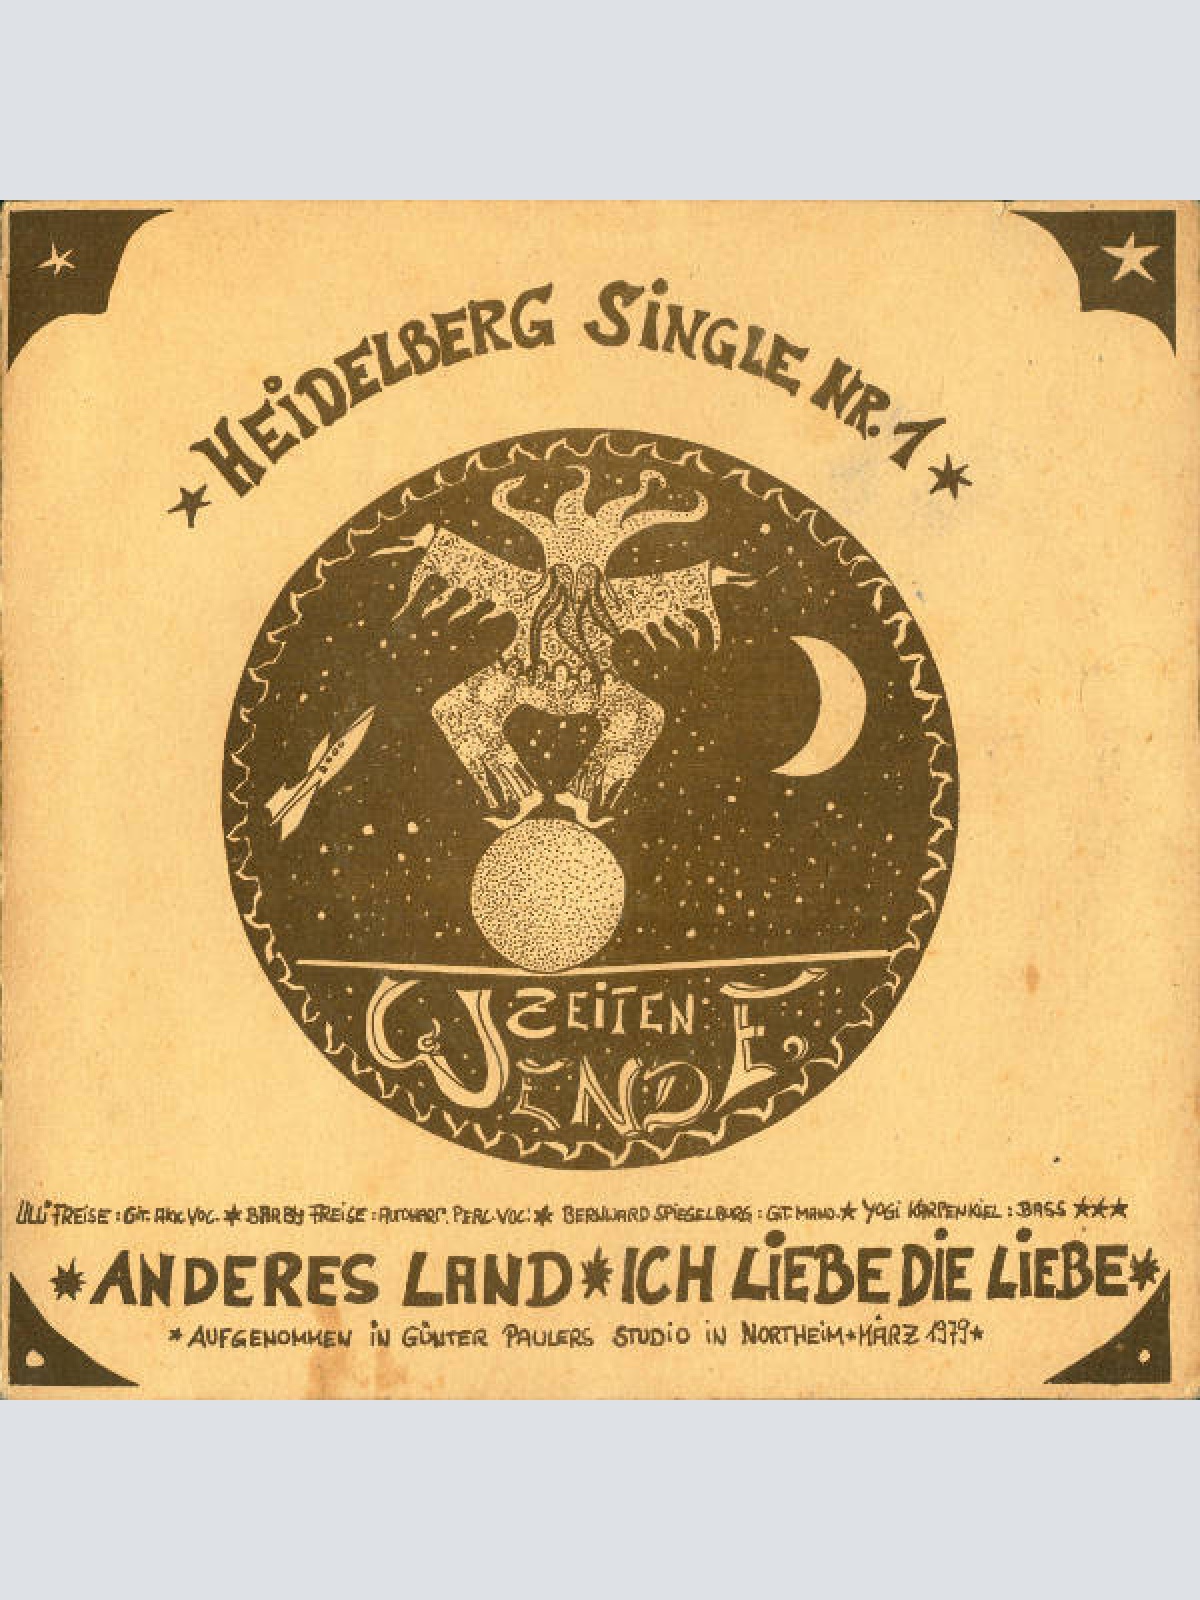 ★ HEiDELBERG SiNGLE NR. 1 ★
ZEiTEN
WENDE
ULLi FREiSE : GiT. AKK. VOC. ★ BÄRBY FREiSE : AUTOHARP. PERC. VOC. ★ BERNWARD SPiEGELBURG : GiT. MAND. ★ YOGi KARPENKiEL : BASS ★★★
★ ANDERES LAND ★ ICH LiEBE DiE LiEBE ★
★ AUFGENOMMEN iN GÜNTER PAULERS STUDiO iN NORTHEiM ★ MÄRZ 1979 ★